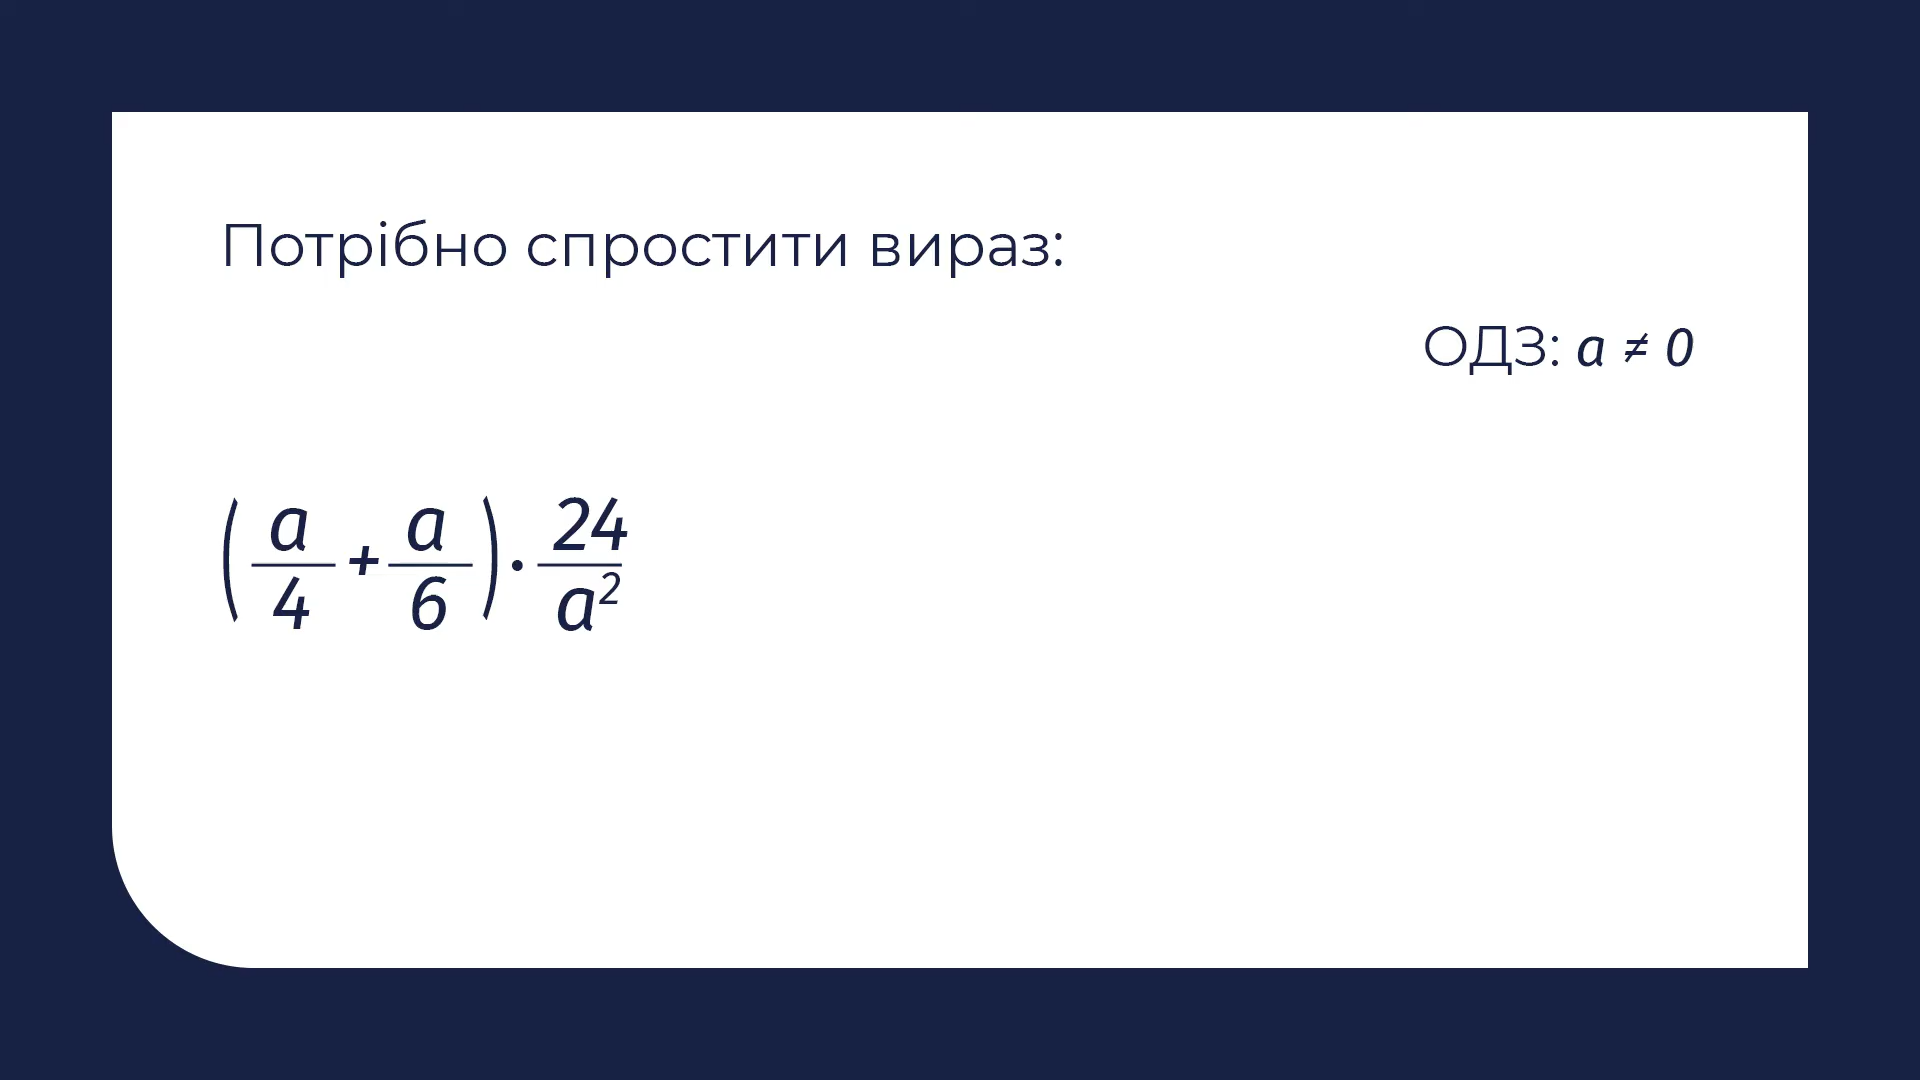 Потрібно спростити вираз:
ОДЗ: a ≠ 0
(a/4 + a/6) · 24/a²